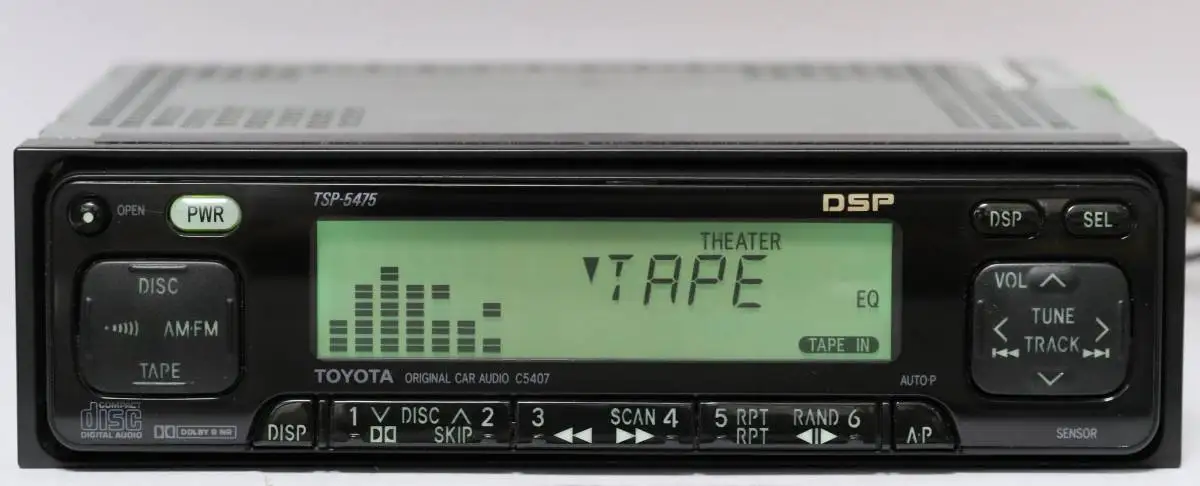 TSP-5475
DSP
OPEN
PWR
DSP
SEL
THEATER
TAPE
EQ
TAPE IN
DISC
AM·FM
TAPE
VOL
TUNE
TRACK
TOYOTA ORIGINAL CAR AUDIO C5407
AUTO·P
COMPACT
disc
DIGITAL AUDIO
DOLBY B NR
DISP
1 DISC 2
SKIP
3 SCAN 4
5 RPT RAND 6
RPT
A·P
SENSOR